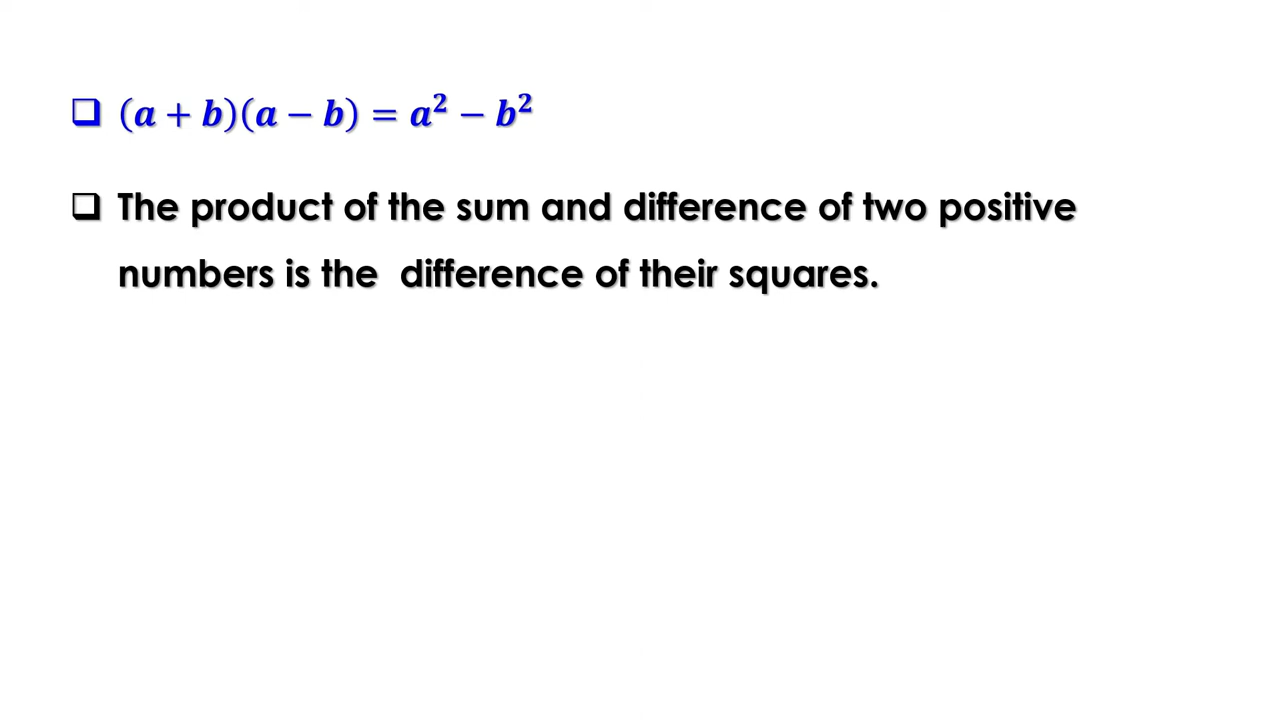 ❑ (a + b)(a − b) = a² − b²
❑ The product of the sum and difference of two positive
numbers is the  difference of their squares.